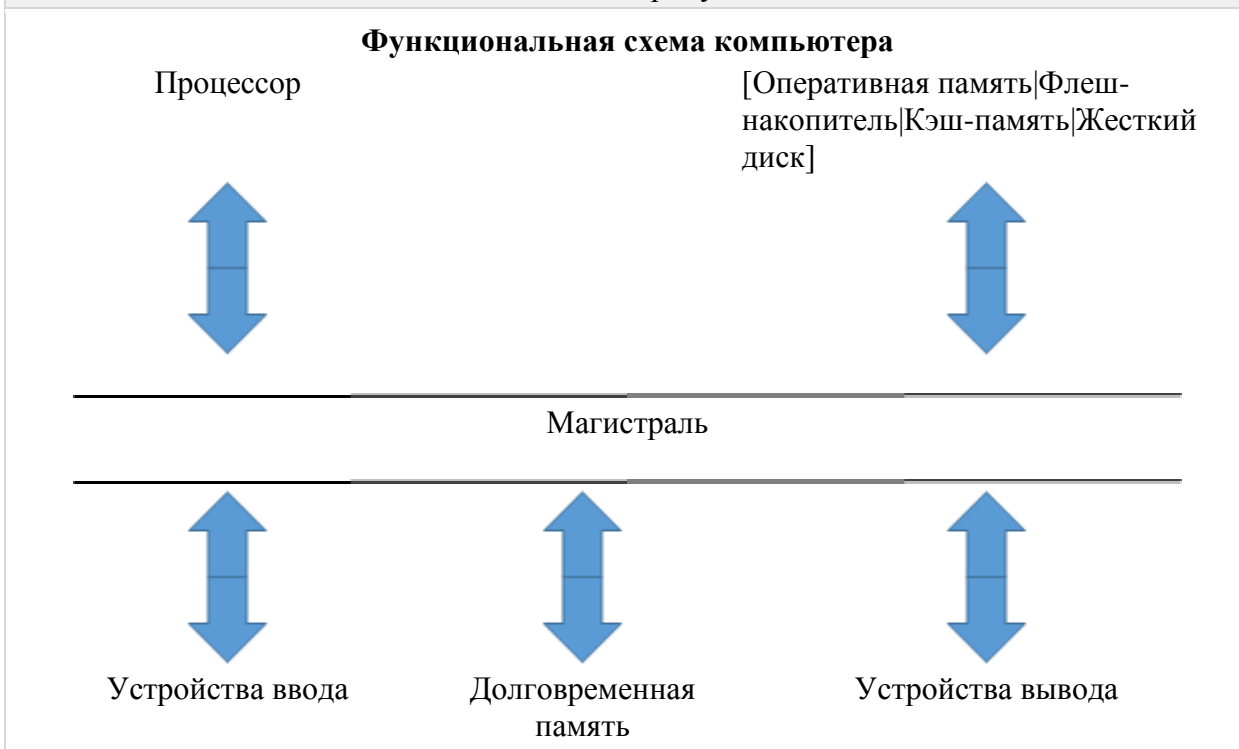 Функциональная схема компьютера
Процессор
[Оперативная память|Флеш-
накопитель|Кэш-память|Жесткий
диск]
Магистраль
Устройства ввода
Долговременная
память
Устройства вывода